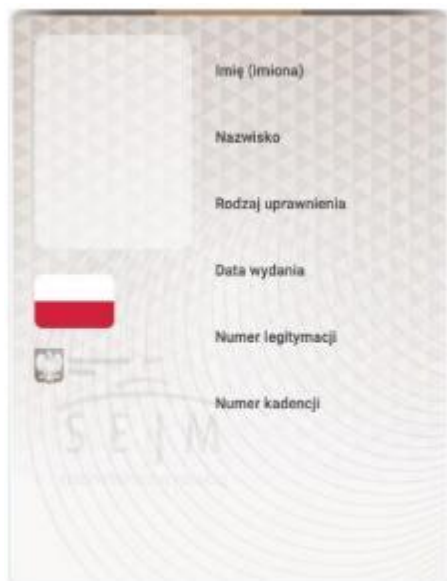 Imię (imiona)
Nazwisko
Rodzaj uprawnienia
Data wydania
Numer legitymacji
Numer kadencji
SEJM